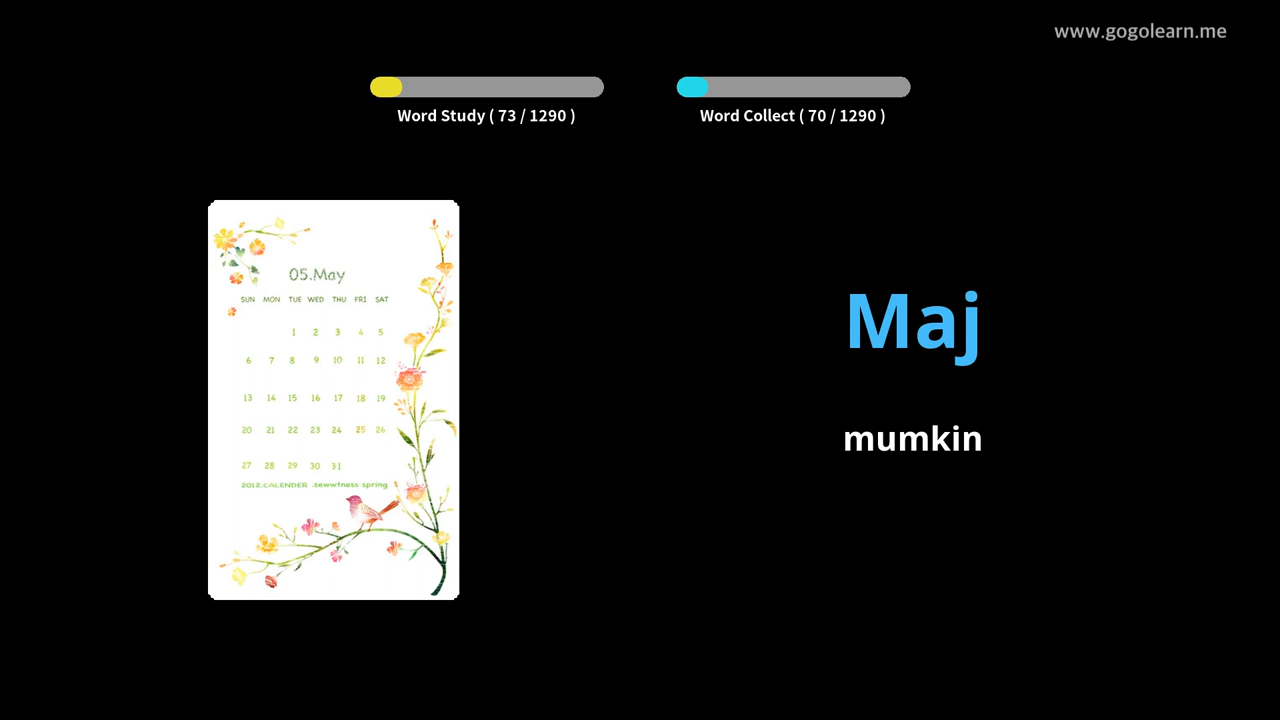 www.gogolearn.me
Word Study ( 73 / 1290 )
Word Collect ( 70 / 1290 )
05.May
SUN MON TUE WED THU FRI SAT
1 2 3 4 5
6 7 8 9 10 11 12
13 14 15 16 17 18 19
20 21 22 23 24 25 26
27 28 29 30 31
2012.CALENDER .sewwtness spring
Maj
mumkin